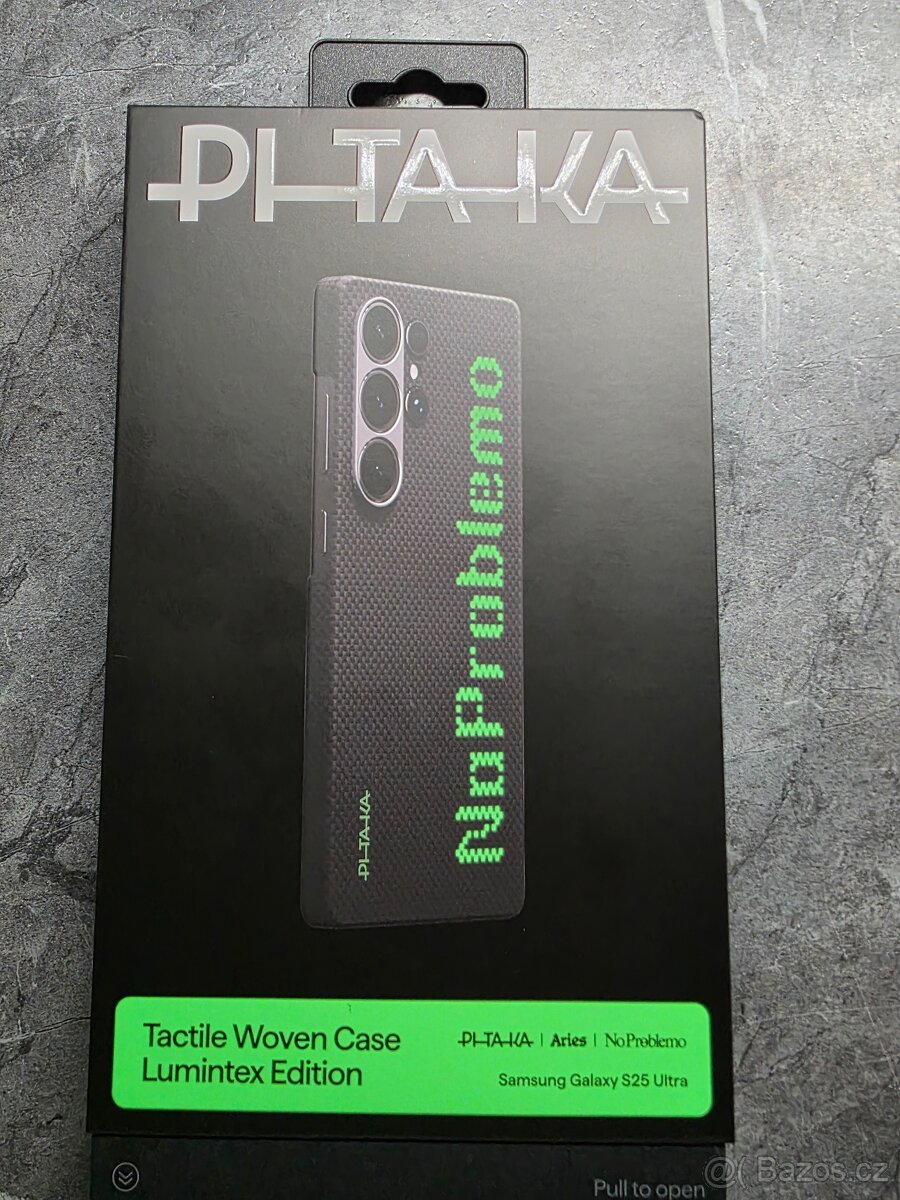 PITAKA
NoProblemo
PITAKA
Tactile Woven Case
Lumintex Edition
PITAKA | Aries | NoProblemo
Samsung Galaxy S25 Ultra
Pull to open
@( Bazos.cz